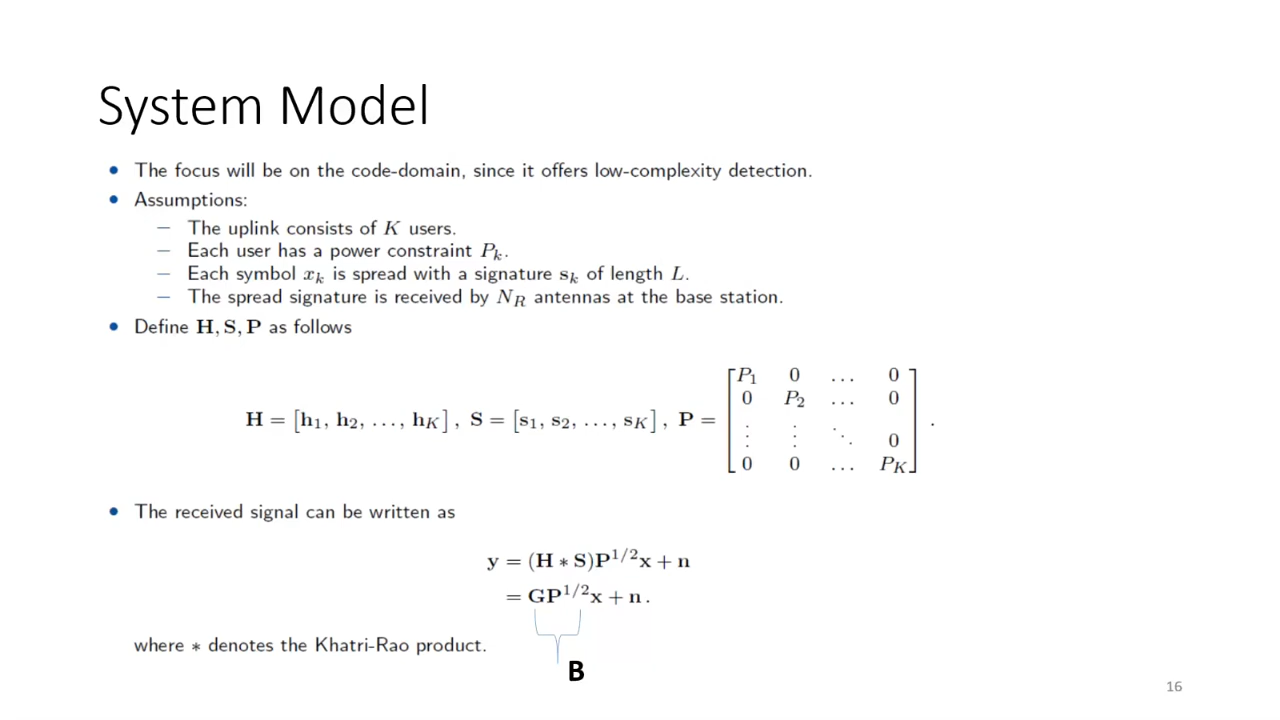 System Model
• The focus will be on the code-domain, since it offers low-complexity detection.
• Assumptions:
– The uplink consists of K users.
– Each user has a power constraint P_k.
– Each symbol x_k is spread with a signature s_k of length L.
– The spread signature is received by N_R antennas at the base station.
• Define H, S, P as follows
H = [h_1, h_2, ..., h_K] , S = [s_1, s_2, ..., s_K] , P = [P_1 0 ... 0
0 P_2 ... 0
⋮ ⋮ ⋱ 0
0 0 ... P_K] .
• The received signal can be written as
y = (H ∗ S)P^{1/2}x + n
= GP^{1/2}x + n .
where ∗ denotes the Khatri-Rao product.
B
16